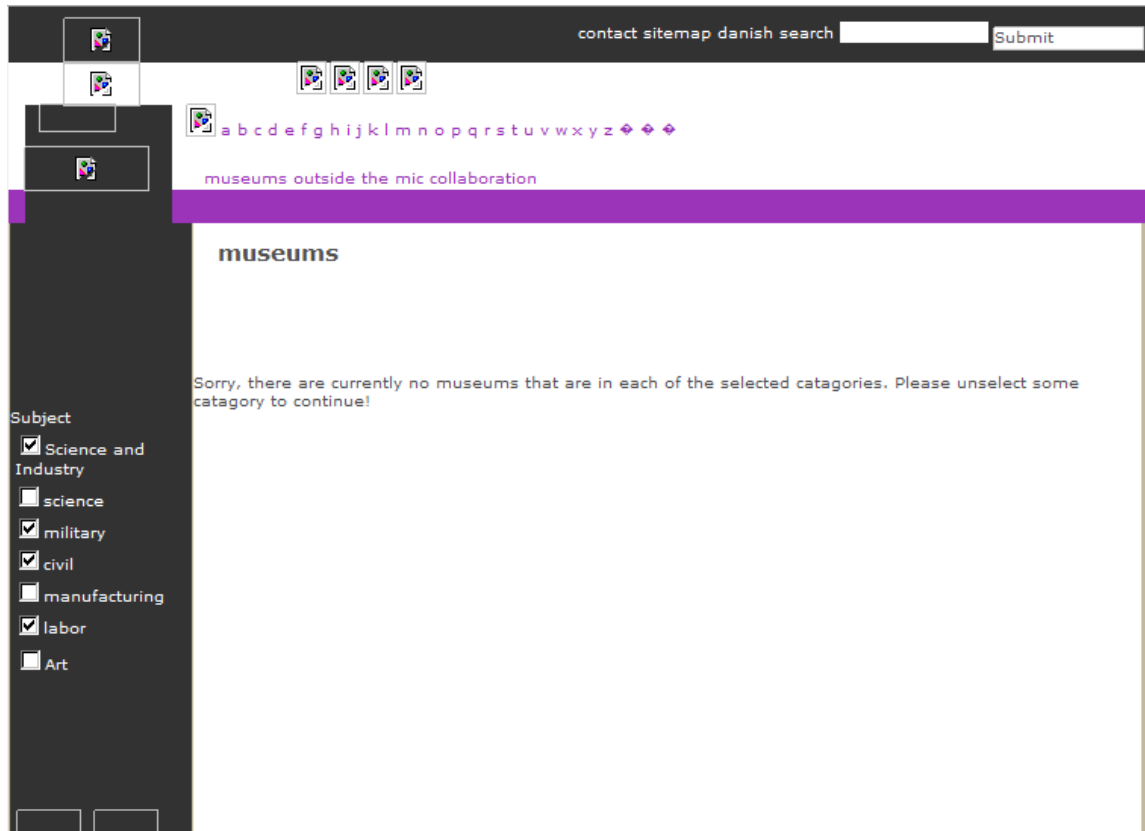 contact sitemap danish search Submit
a b c d e f g h i j k l m n o p q r s t u v w x y z � � �
museums outside the mic collaboration
museums
Sorry, there are currently no museums that are in each of the selected catagories. Please unselect some
catagory to continue!
Subject
Science and
Industry
science
military
civil
manufacturing
labor
Art